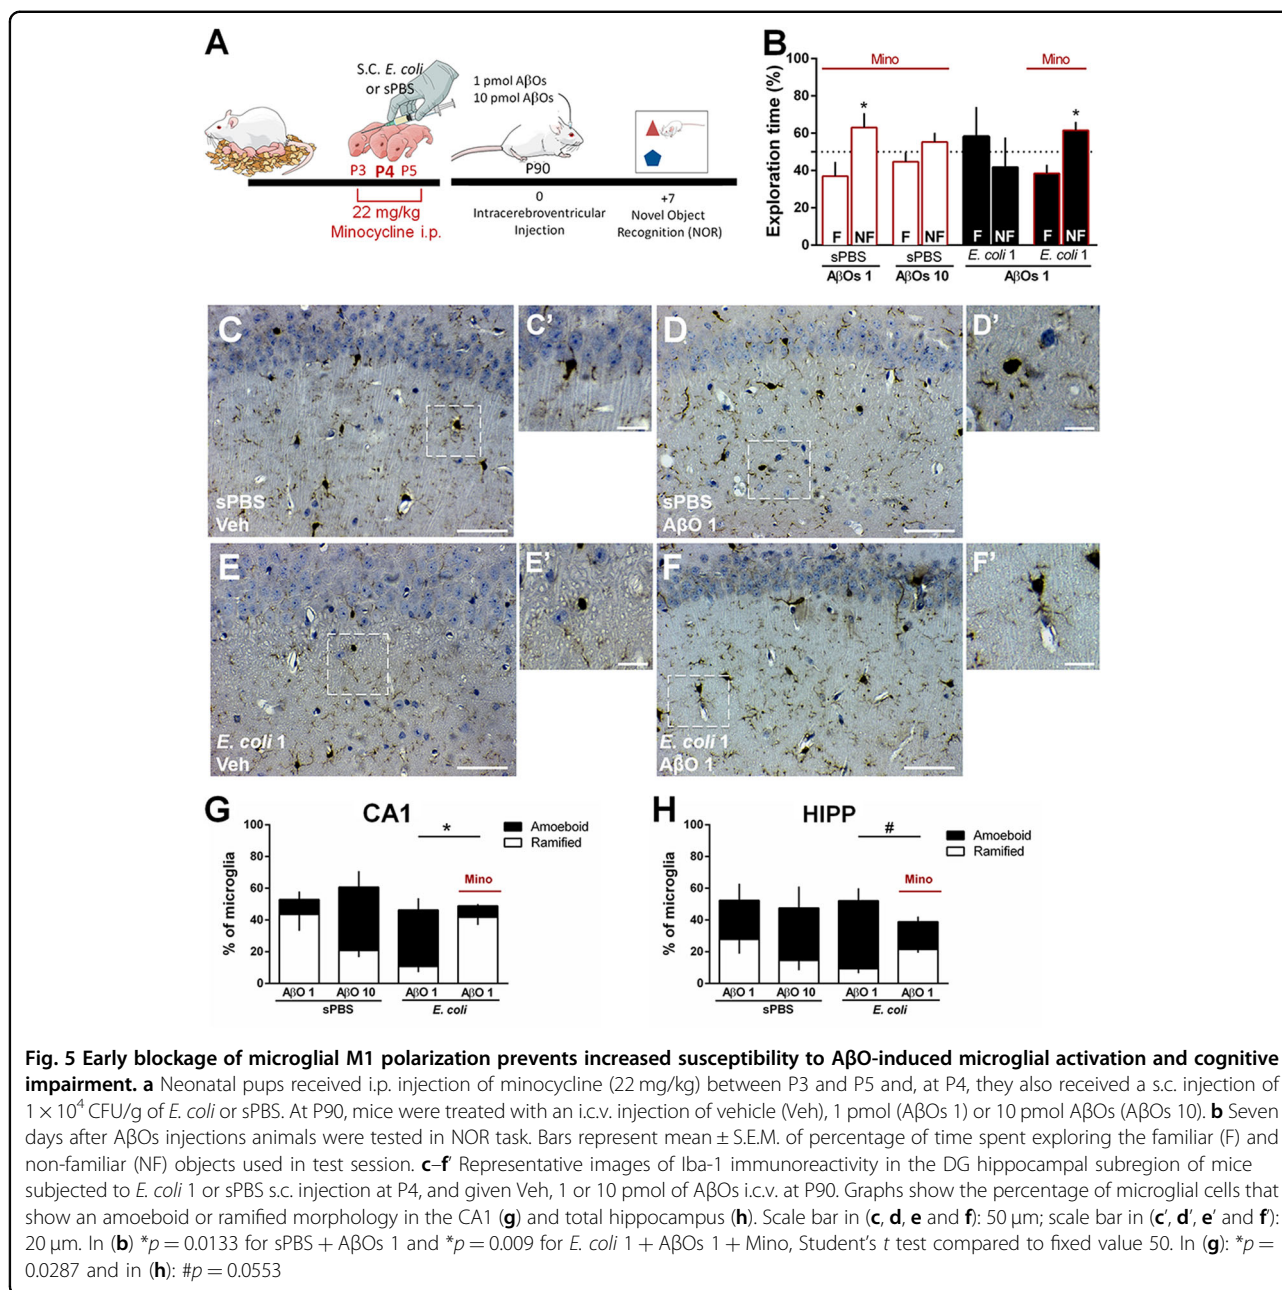 A
S.C. E. coli
or sPBS
1 pmol AβOs
10 pmol AβOs
P3 P4 P5
P90
22 mg/kg
Minocycline i.p.
0
Intracerebroventricular
Injection
+7
Novel Object
Recognition (NOR)
B
Mino
Mino
Exploration time (%)
100
80
60
40
20
0
*
*
F NF F NF F NF F NF
sPBS sPBS E. coli 1 E. coli 1
AβOs 1 AβOs 10 AβOs 1
C
sPBS
Veh
C'
D
sPBS
AβO 1
D'
E
E. coli 1
Veh
E'
F
E. coli 1
AβO 1
F'
G
CA1
% of microglia
100
80
60
40
20
0
*
Amoeboid
Ramified
Mino
AβO 1 AβO 10 AβO 1 AβO 1
sPBS E. coli
H
HIPP
% of microglia
100
80
60
40
20
0
#
Amoeboid
Ramified
Mino
AβO 1 AβO 10 AβO 1 AβO 1
sPBS E. coli
Fig. 5 Early blockage of microglial M1 polarization prevents increased susceptibility to AβO-induced microglial activation and cognitive
impairment. a Neonatal pups received i.p. injection of minocycline (22 mg/kg) between P3 and P5 and, at P4, they also received a s.c. injection of
1 × 10⁴ CFU/g of E. coli or sPBS. At P90, mice were treated with an i.c.v. injection of vehicle (Veh), 1 pmol (AβOs 1) or 10 pmol AβOs (AβOs 10). b Seven
days after AβOs injections animals were tested in NOR task. Bars represent mean ± S.E.M. of percentage of time spent exploring the familiar (F) and
non-familiar (NF) objects used in test session. c–f′ Representative images of Iba-1 immunoreactivity in the DG hippocampal subregion of mice
subjected to E. coli 1 or sPBS s.c. injection at P4, and given Veh, 1 or 10 pmol of AβOs i.c.v. at P90. Graphs show the percentage of microglial cells that
show an amoeboid or ramified morphology in the CA1 (g) and total hippocampus (h). Scale bar in (c, d, e and f): 50 µm; scale bar in (c′, d′, e′ and f′):
20 µm. In (b) *p = 0.0133 for sPBS + AβOs 1 and *p = 0.009 for E. coli 1 + AβOs 1 + Mino, Student's t test compared to fixed value 50. In (g): *p =
0.0287 and in (h): #p = 0.0553